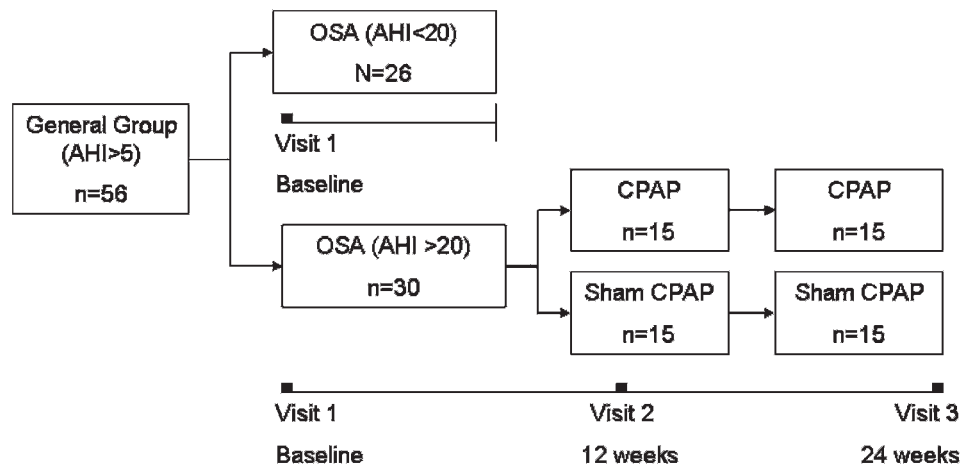 General Group
(AHI>5)
n=56
OSA (AHI<20)
N=26
Visit 1
Baseline
OSA (AHI >20)
n=30
CPAP
n=15
CPAP
n=15
Sham CPAP
n=15
Sham CPAP
n=15
Visit 1
Visit 2
Visit 3
Baseline
12 weeks
24 weeks